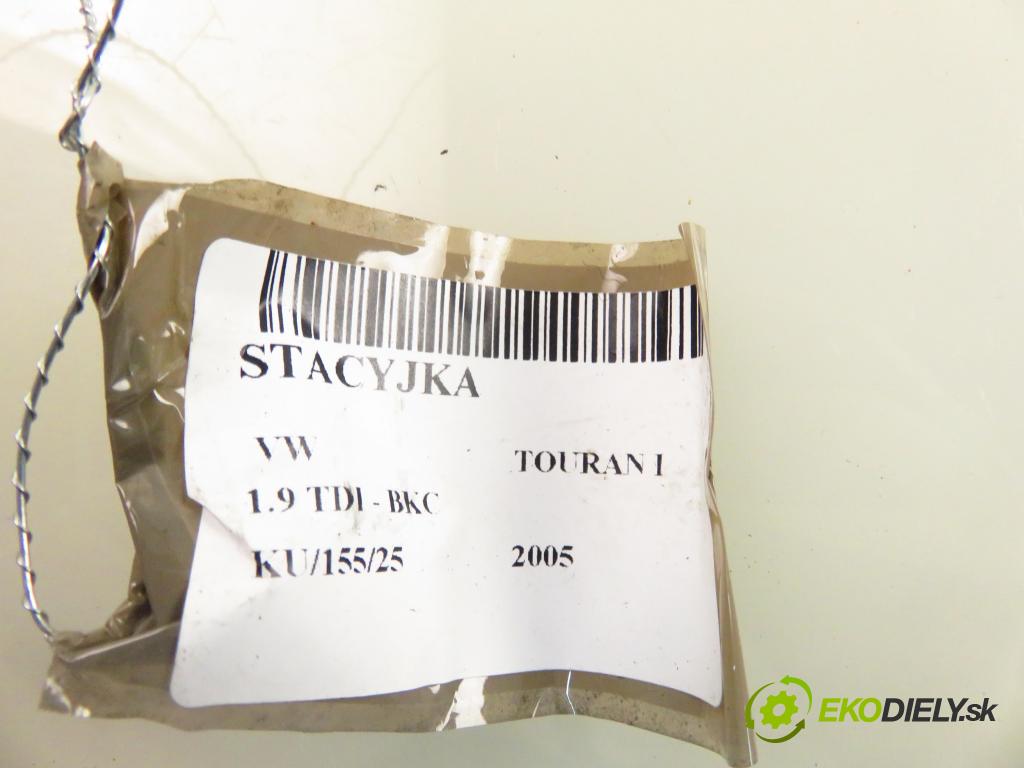 STACYJKA
VW TOURAN I
1.9 TDI - BKC
KU/155/25 2005
EKODIELY.sk